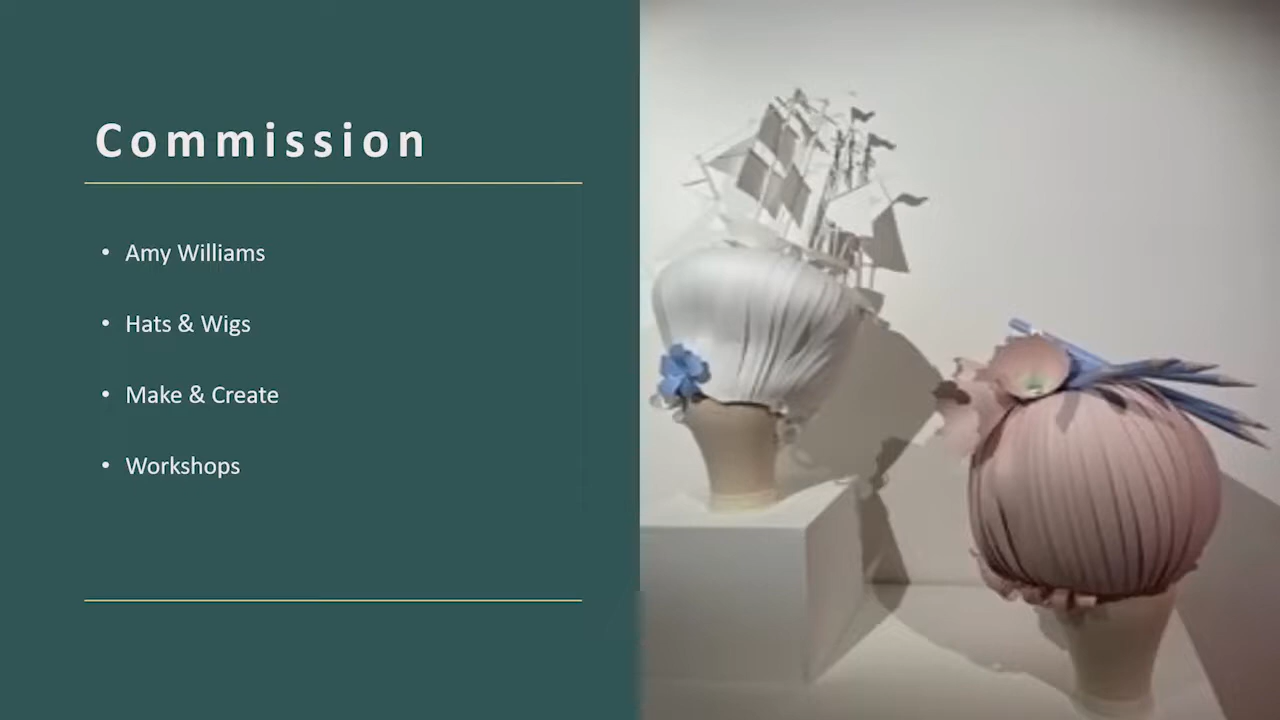 Commission
• Amy Williams
• Hats & Wigs
• Make & Create
• Workshops